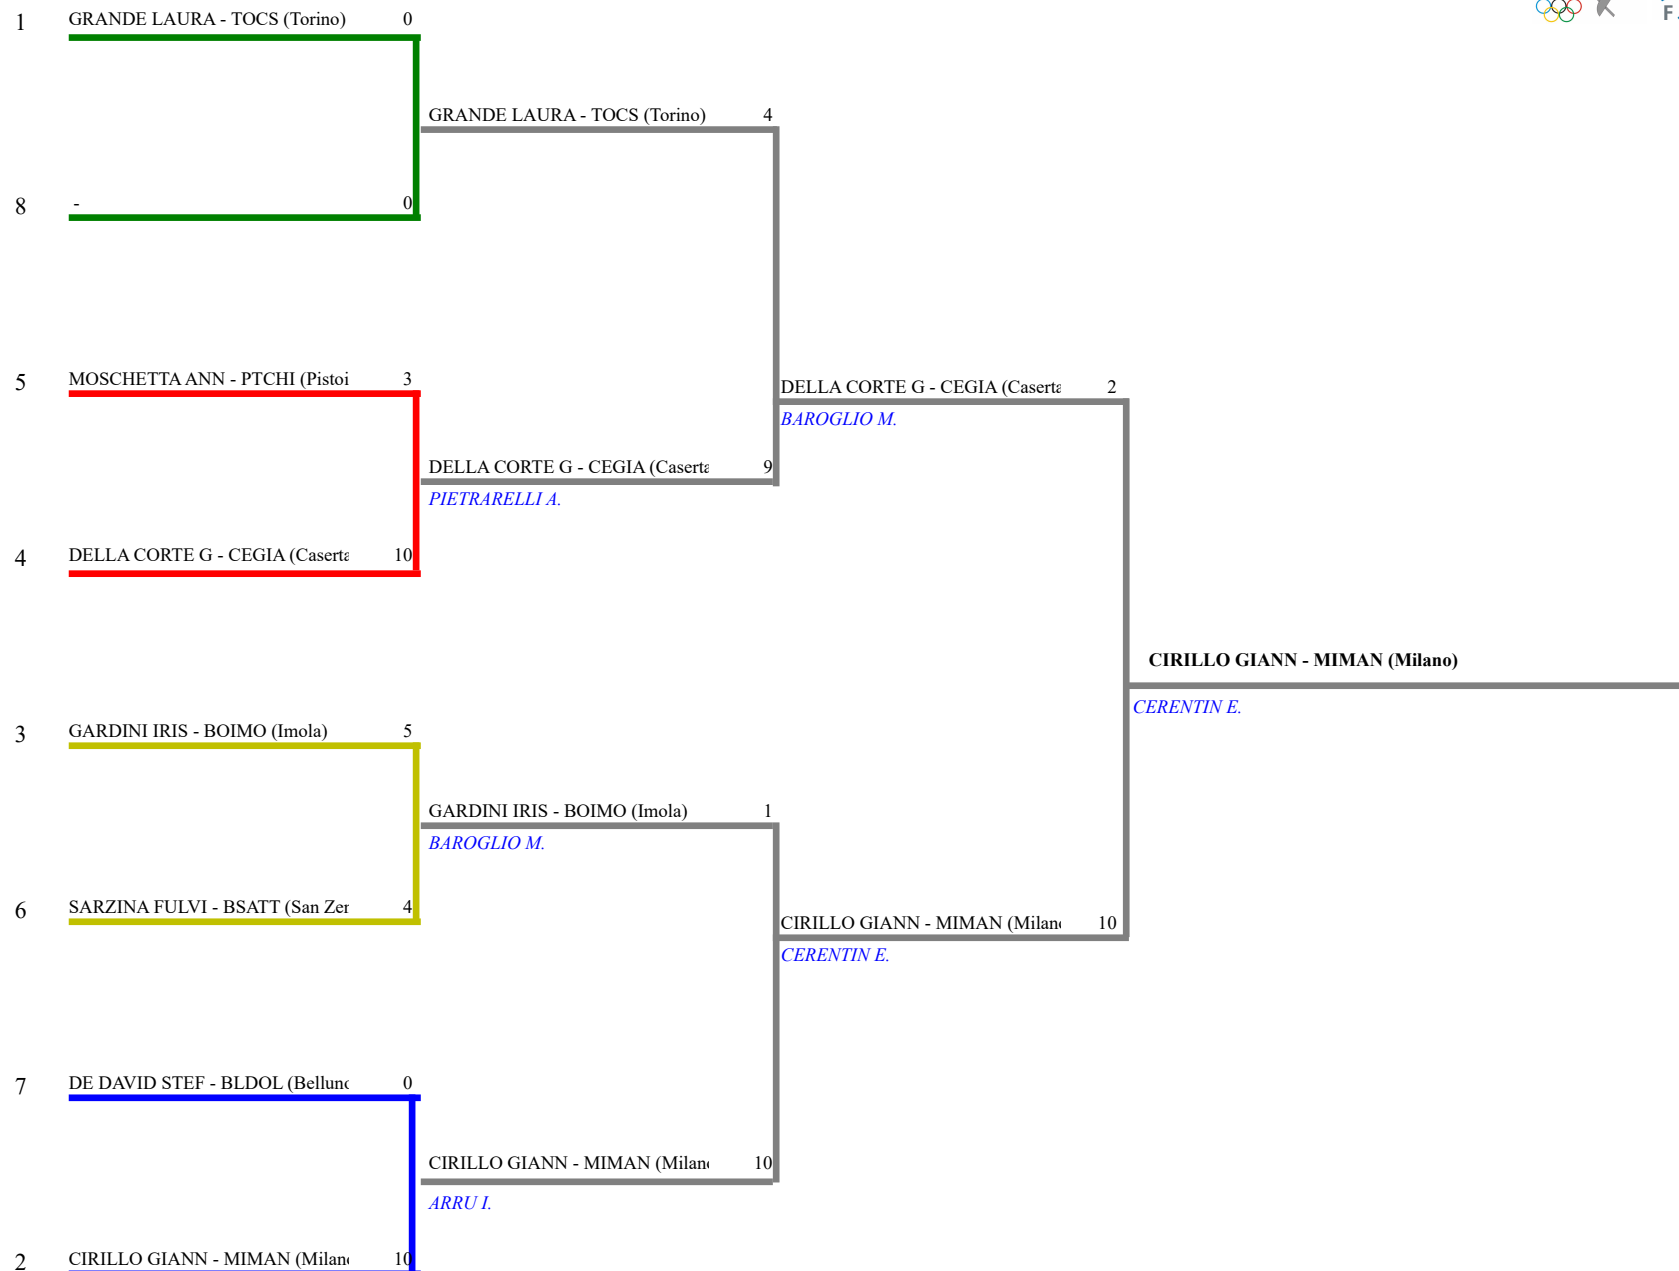 F
1 GRANDE LAURA - TOCS (Torino) 0
GRANDE LAURA - TOCS (Torino) 4
8 - 0
5 MOSCHETTA ANN - PTCHI (Pistoi 3
DELLA CORTE G - CEGIA (Caserta 2
BAROGLIO M.
DELLA CORTE G - CEGIA (Caserta 9
PIETRARELLI A.
4 DELLA CORTE G - CEGIA (Caserta 10
CIRILLO GIANN - MIMAN (Milano)
CERENTIN E.
3 GARDINI IRIS - BOIMO (Imola) 5
GARDINI IRIS - BOIMO (Imola) 1
BAROGLIO M.
6 SARZINA FULVI - BSATT (San Zer 4
CIRILLO GIANN - MIMAN (Milano 10
CERENTIN E.
7 DE DAVID STEF - BLDOL (Belluno 0
CIRILLO GIANN - MIMAN (Milano 10
ARRU I.
2 CIRILLO GIANN - MIMAN (Milano 10